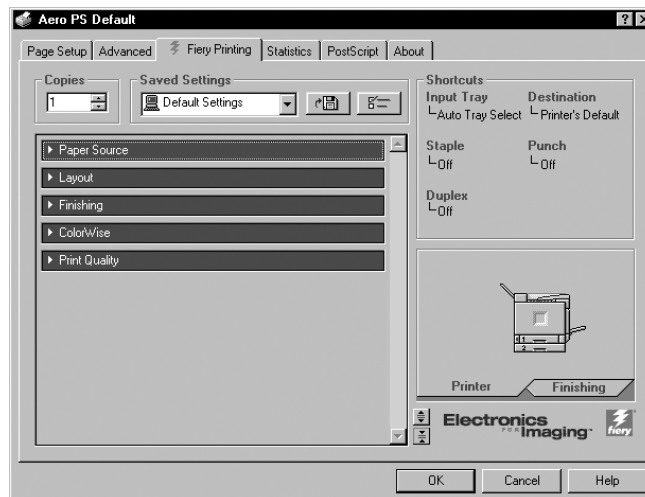 Aero PS Default
Page Setup Advanced Fiery Printing Statistics PostScript About
Copies
1
Saved Settings
Default Settings
Paper Source
Layout
Finishing
ColorWise
Print Quality
Shortcuts
Input Tray Destination
Auto Tray Select Printer's Default
Staple Punch
Off Off
Duplex
Off
1
2
Printer Finishing
Electronics
FOR Imaging
fiery
OK Cancel Help